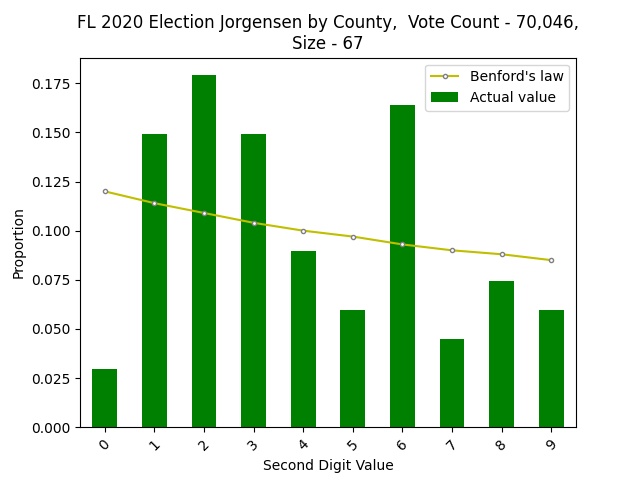 FL 2020 Election Jorgensen by County,  Vote Count - 70,046,
Size - 67
Benford's law
Actual value
0.175
0.150
0.125
0.100
0.075
0.050
0.025
0.000
Proportion
0 1 2 3 4 5 6 7 8 9
Second Digit Value